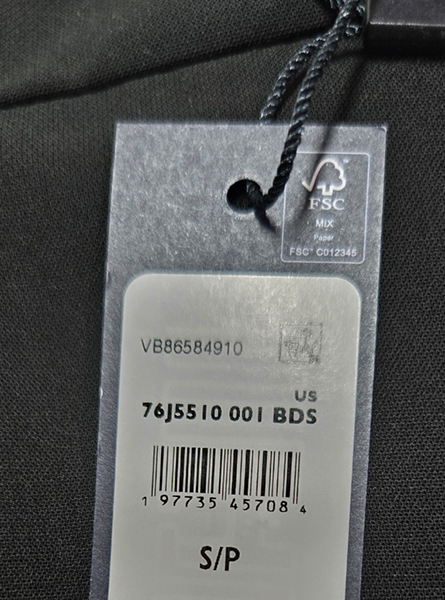 FSC
MIX
Paper
FSC® C012345
VB86584910
US
76J5510 001 BDS
1 97735 45708 4
S/P